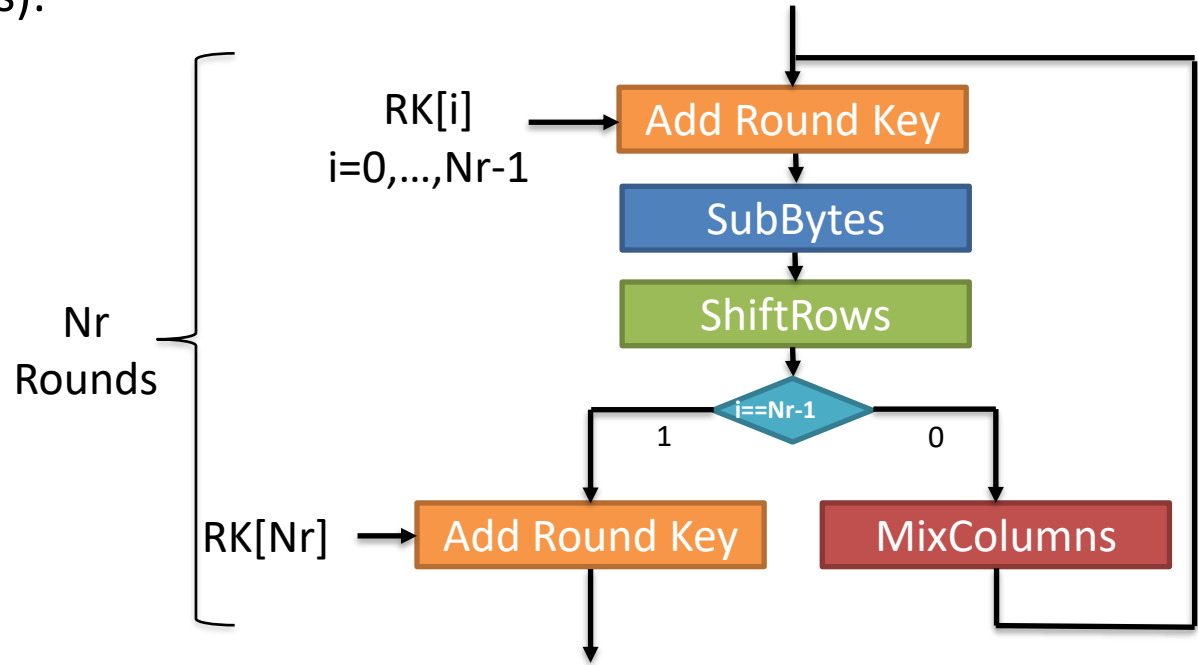 s).
RK[i]
i=0,...,Nr-1
Add Round Key
SubBytes
ShiftRows
Nr
Rounds
i==Nr-1
1
0
RK[Nr]
Add Round Key
MixColumns